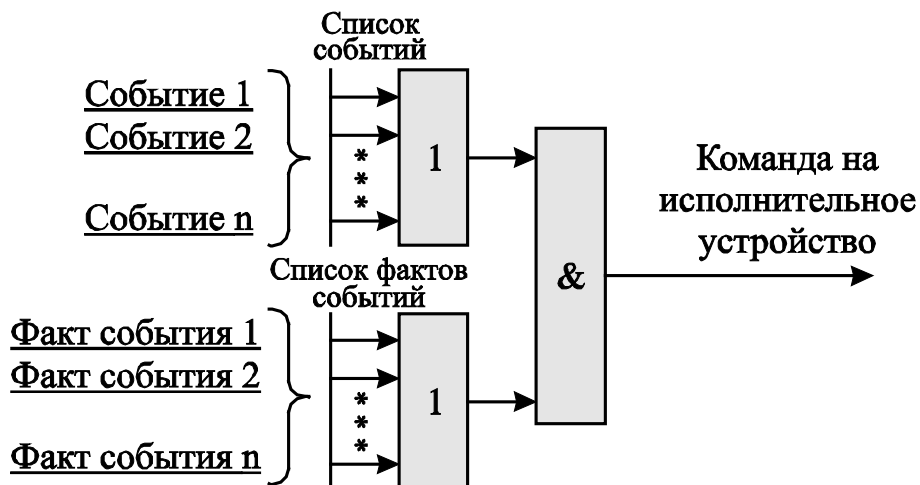 Список
событий
Событие 1
Событие 2
* * *
Событие n
1
Список фактов
событий
Факт события 1
Факт события 2
* * *
Факт события n
1
&
Команда на
исполнительное
устройство